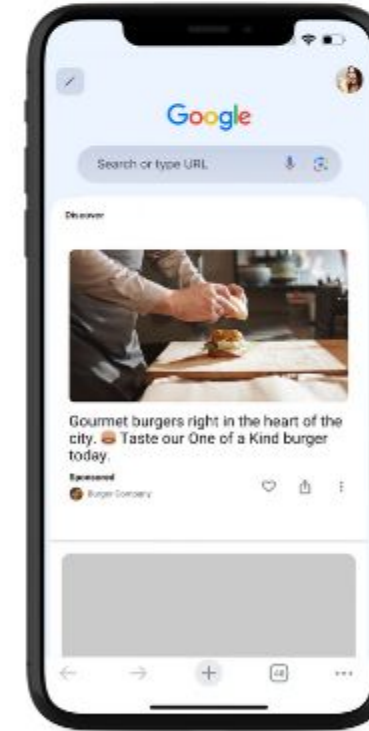 Google
Search or type URL
Discover
Gourmet burgers right in the heart of the
city. 🍔 Taste our One of a Kind burger
today.
Sponsored
Burger Company
48